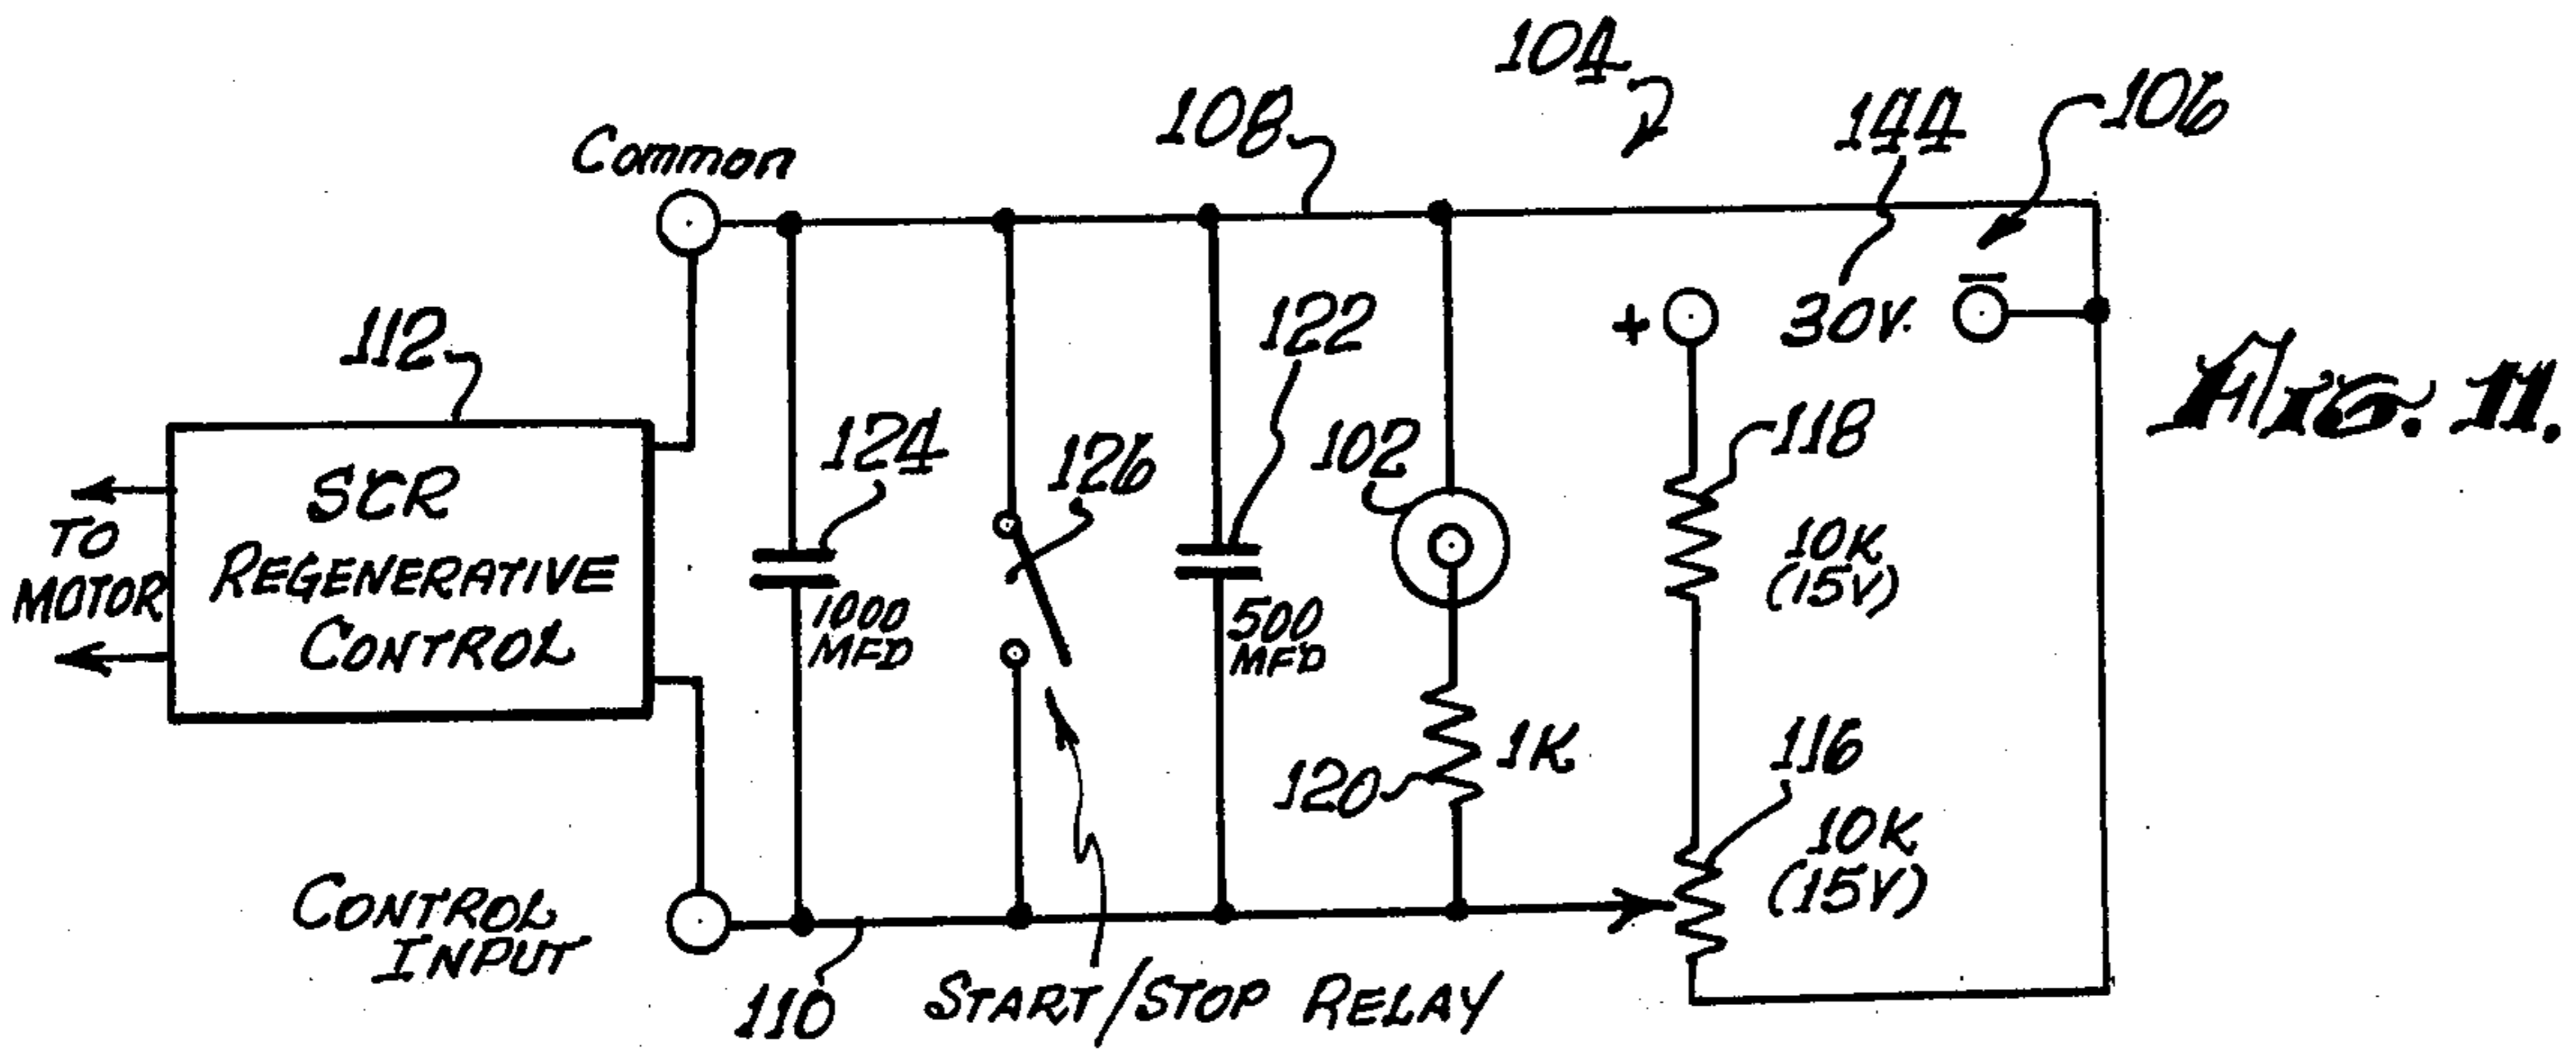 104
108
144
106
Common
+
30V.
−
112
122
FIG. 11.
124
126
102
118
SCR
REGENERATIVE
CONTROL
TO
MOTOR
10K
(15V)
1000
MFD
500
MFD
1K
120
116
10K
(15V)
CONTROL
INPUT
110
START/STOP RELAY